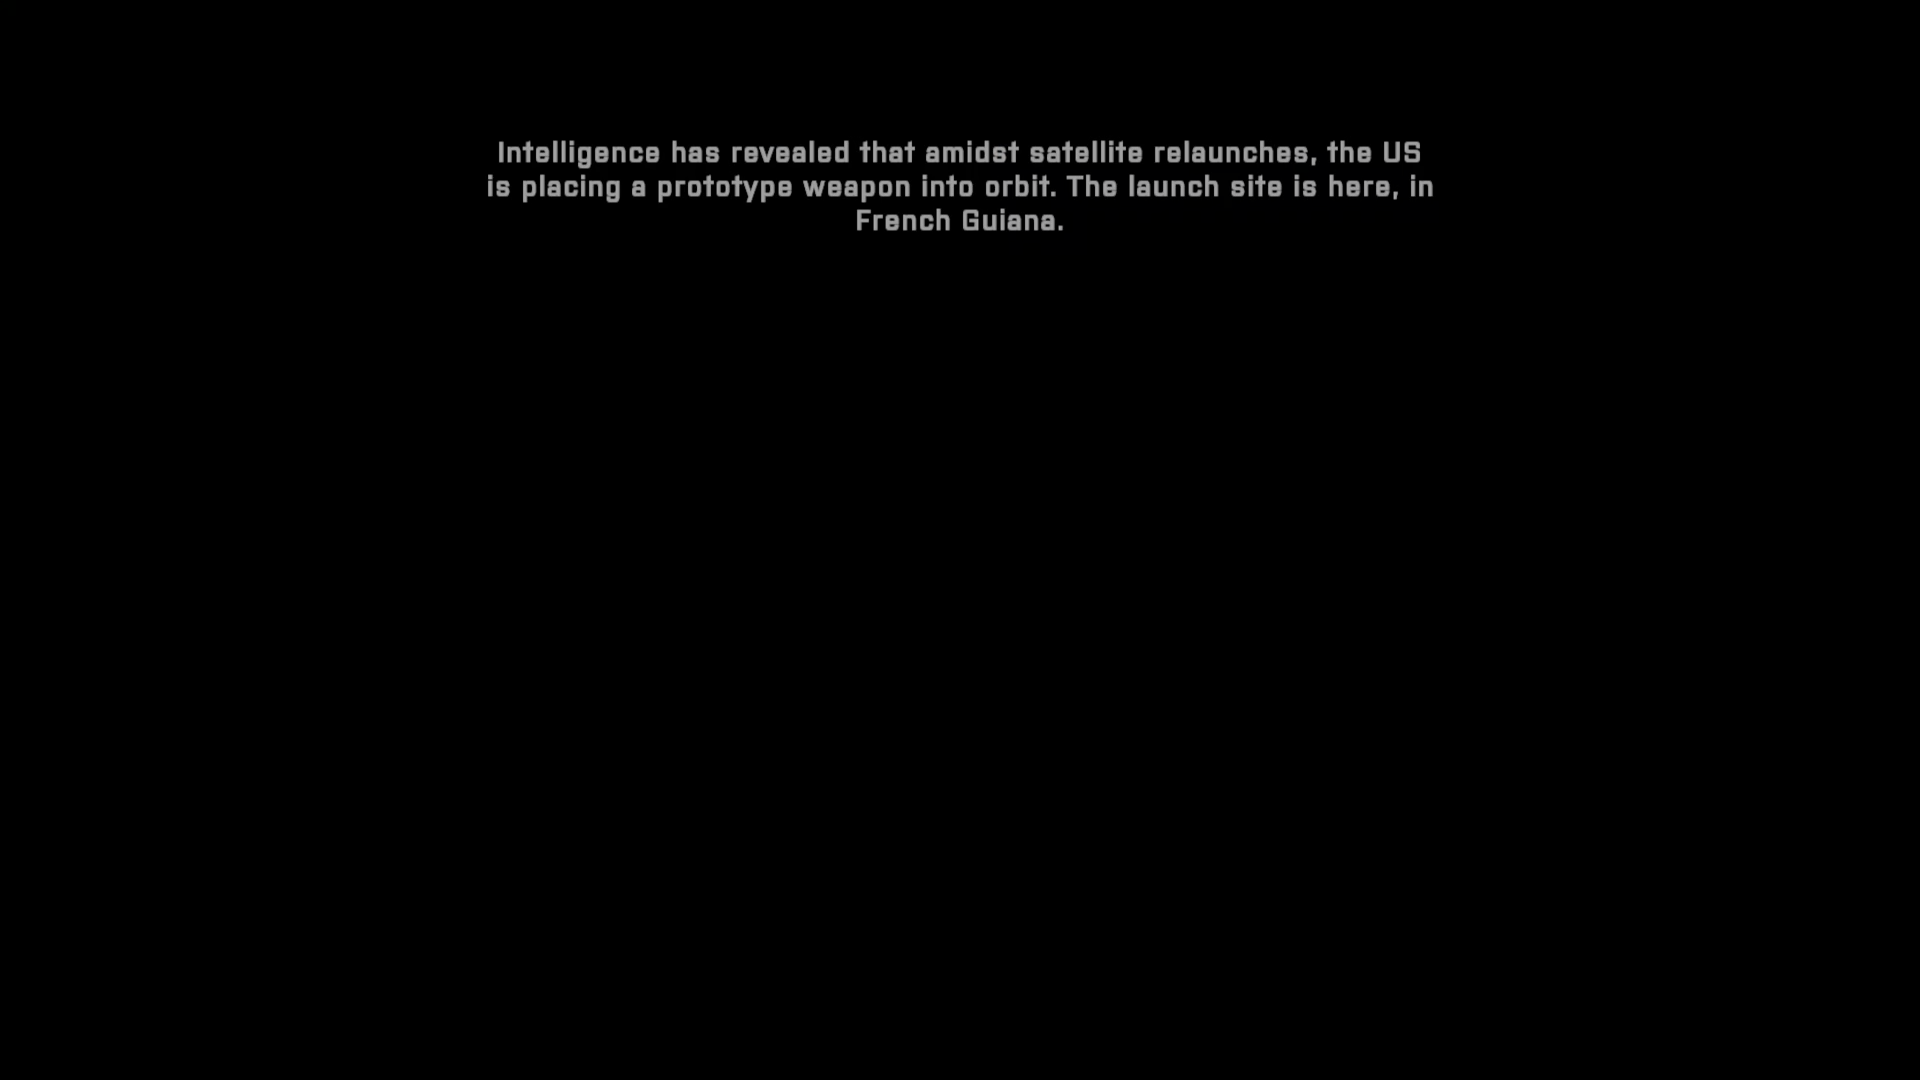 Intelligence has revealed that amidst satellite relaunches, the US
is placing a prototype weapon into orbit. The launch site is here, in
French Guiana.